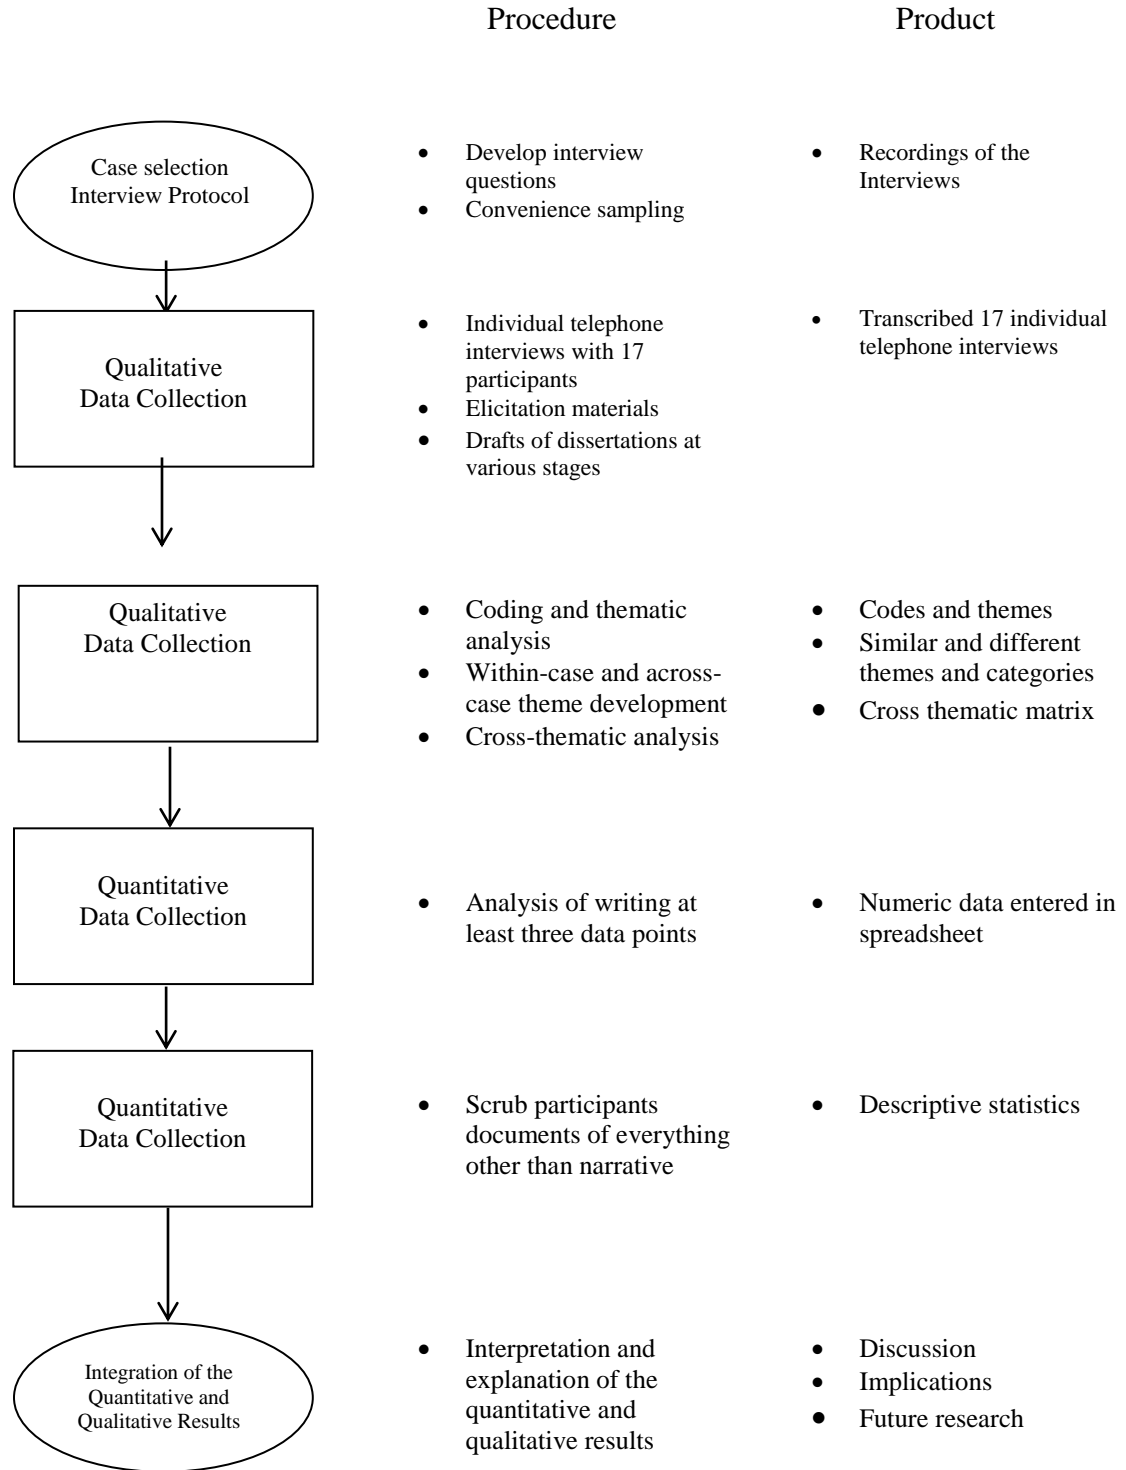 Procedure
Product
Case selection
Interview Protocol
• Develop interview
questions
• Convenience sampling
• Recordings of the
Interviews
Qualitative
Data Collection
• Individual telephone
interviews with 17
participants
• Elicitation materials
• Drafts of dissertations at
various stages
• Transcribed 17 individual
telephone interviews
Qualitative
Data Collection
• Coding and thematic
analysis
• Within-case and across-
case theme development
• Cross-thematic analysis
• Codes and themes
• Similar and different
themes and categories
• Cross thematic matrix
Quantitative
Data Collection
• Analysis of writing at
least three data points
• Numeric data entered in
spreadsheet
Quantitative
Data Collection
• Scrub participants
documents of everything
other than narrative
• Descriptive statistics
Integration of the
Quantitative and
Qualitative Results
• Interpretation and
explanation of the
quantitative and
qualitative results
• Discussion
• Implications
• Future research